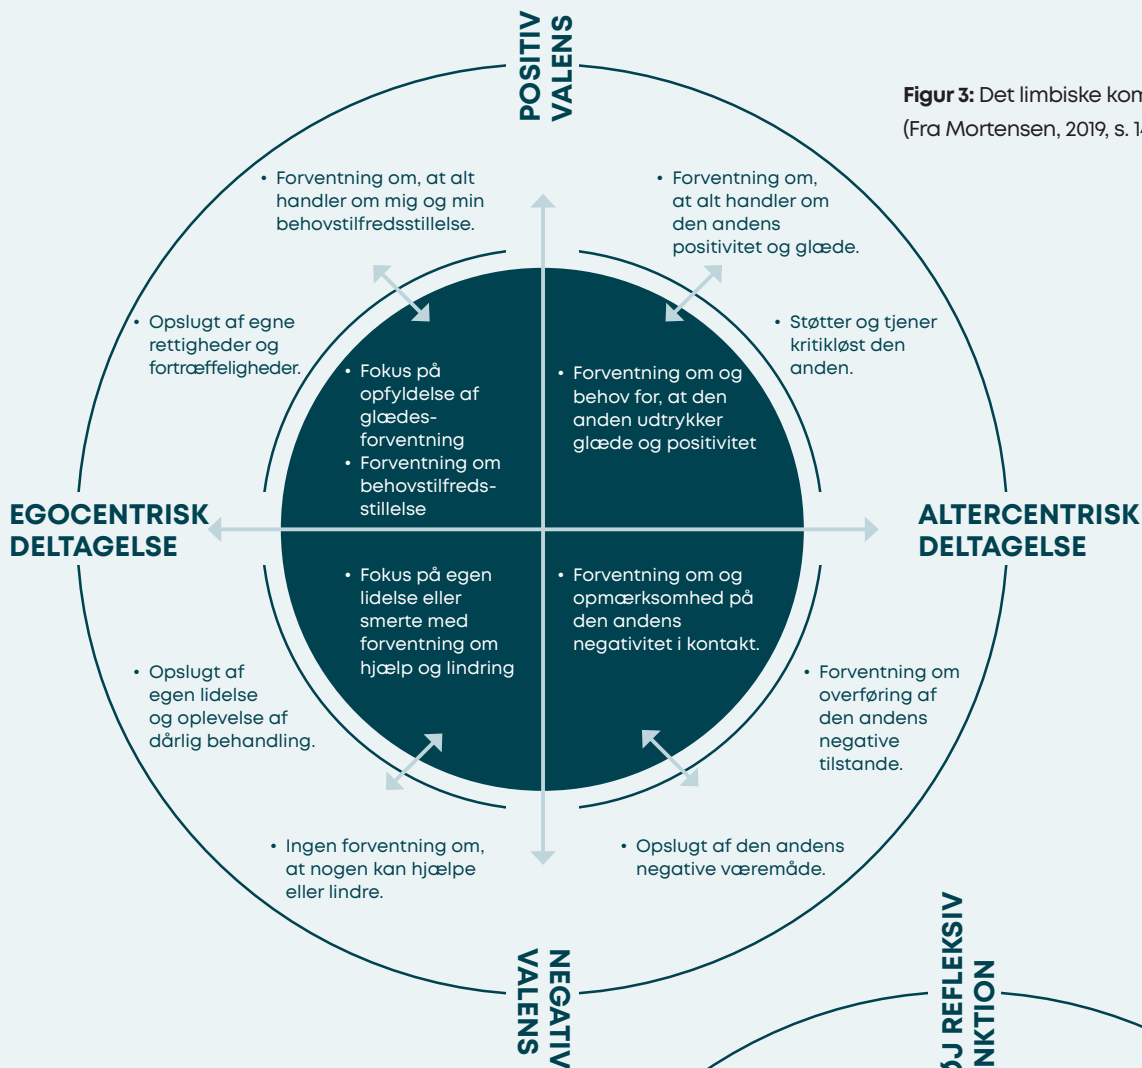 POSITIV
VALENS
Figur 3: Det limbiske
(Fra Mortensen, 2019, s.
• Forventning om, at alt
handler om mig og min
behovstilfredsstillelse.
• Forventning om,
at alt handler om
den andens
positivitet og glæde.
• Opslugt af egne
rettigheder og
fortræffeligheder.
• Støtter og tjener
kritikløst den
anden.
• Fokus på
opfyldelse af
glædes-
forventning
• Forventning om
behovstilfreds-
stillelse
• Forventning om og
behov for, at den
anden udtrykker
glæde og positivitet
EGOCENTRISK
DELTAGELSE
ALTERCENTRISK
DELTAGELSE
• Fokus på egen
lidelse eller
smerte med
forventning om
hjælp og lindring
• Forventning om og
opmærksomhed på
den andens
negativitet i kontakt.
• Opslugt af
egen lidelse
og oplevelse af
dårlig behandling.
• Forventning om
overføring af
den andens
negative
tilstande.
• Ingen forventning om,
at nogen kan hjælpe
eller lindre.
• Opslugt af den andens
negative væremåde.
NEGATIV
VALENS
REFLEKSIV